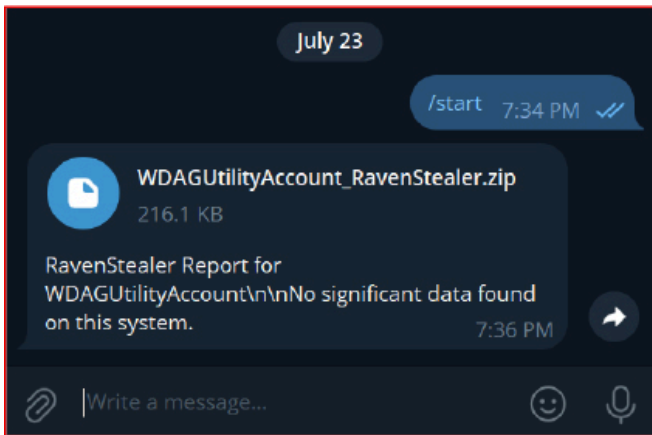 July 23
/start 7:34 PM
WDAGUtilityAccount_RavenStealer.zip
216.1 KB
RavenStealer Report for
WDAGUtilityAccount\n\nNo significant data found
on this system.
7:36 PM
Write a message...